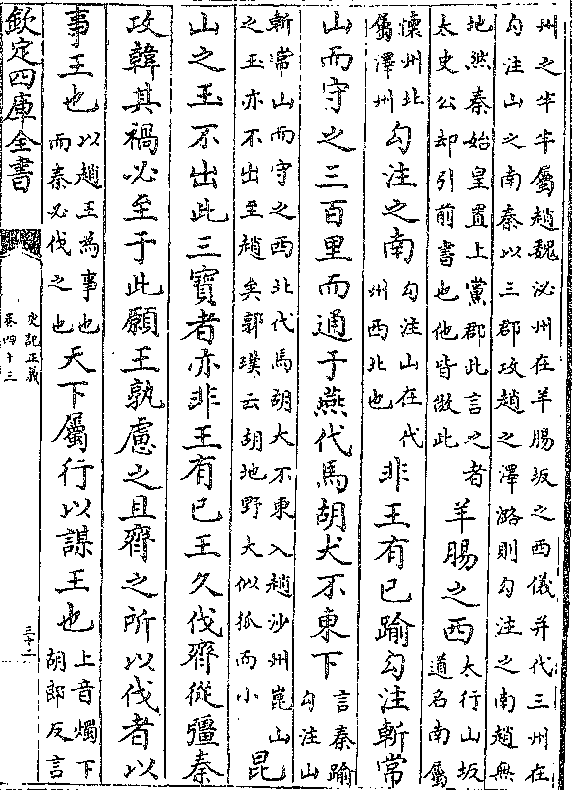 州之半半屬趙魏沁州在羊腸坂之西儀并代三州在
勾注山之南秦以三郡攻趙之澤潞則勾注之南趙無
地然秦始皇置上黨郡此言之者
太史公却引前書也他皆倣此
羊腸之西
太行山坂
道名南屬
懷州北
屬澤州
勾注之南
勾注山在代
州西北也
非王有已踰勾注斬常
山而守之三百里而通于燕代馬胡犬不東下
言秦踰
勾注山
斬常山而守之西北代馬胡犬不東入趙沙州崑山
之玉亦不出至趙矣郭璞云胡地野犬似狐而小
昆
山之玉不出此三寶者亦非王有已王久伐齊從彊秦
攻韓其禍必至于此願王孰慮之且齊之所以伐者以
事王也
以趙王為事也
而秦必伐之也
天下屬行以謀王也
上音燭下
胡郎反言
欽定四庫全書
史記正義
卷四十三
三十二